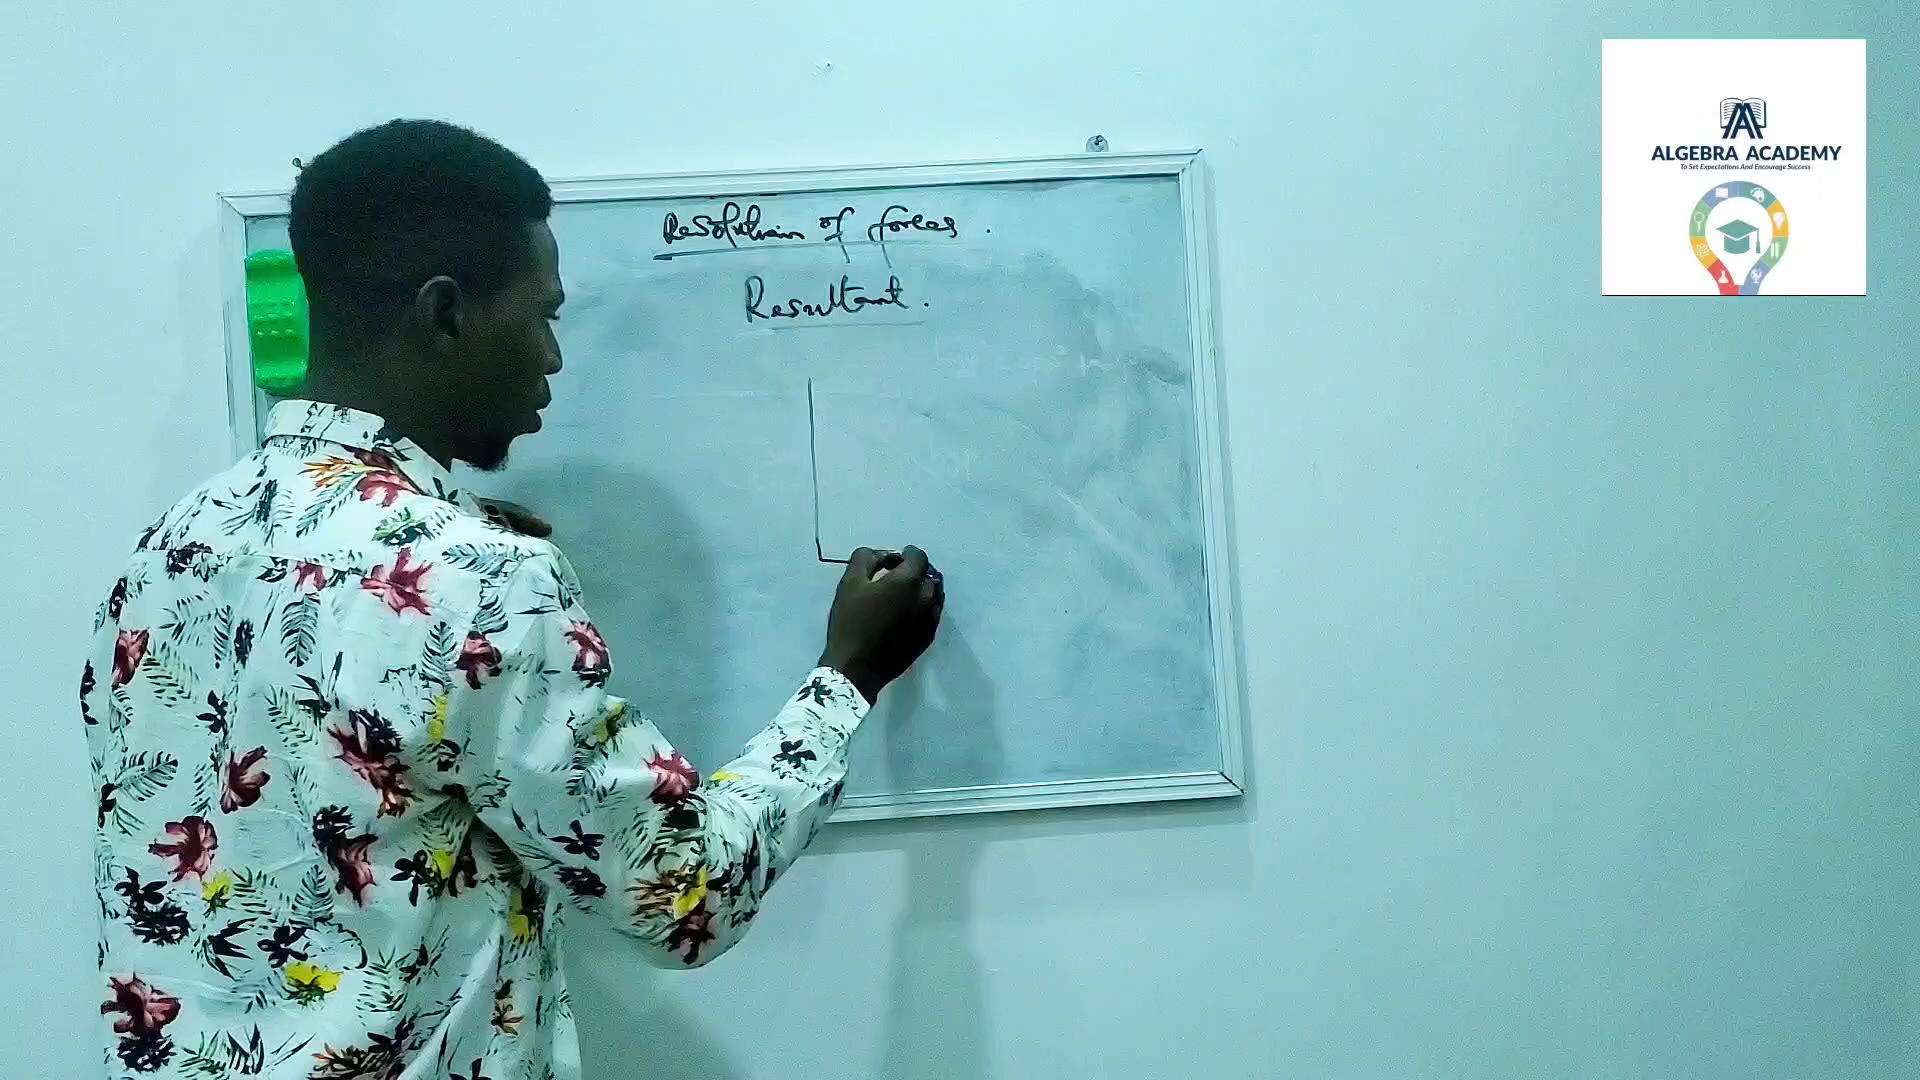 Resolution of forces.
Resultant.
ALGEBRA ACADEMY
To Set Expectations And Encourage Success